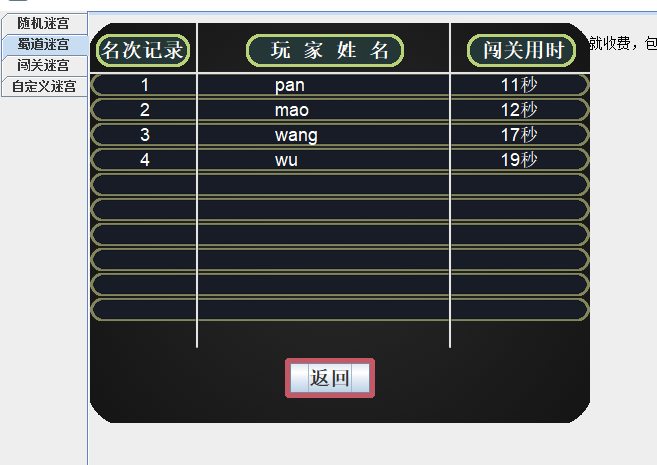 随机迷宫
蜀道迷宫
闯关迷宫
自定义迷宫
名次记录 玩家姓名 闯关用时
就收费，包
1 pan 11秒
2 mao 12秒
3 wang 17秒
4 wu 19秒
返回